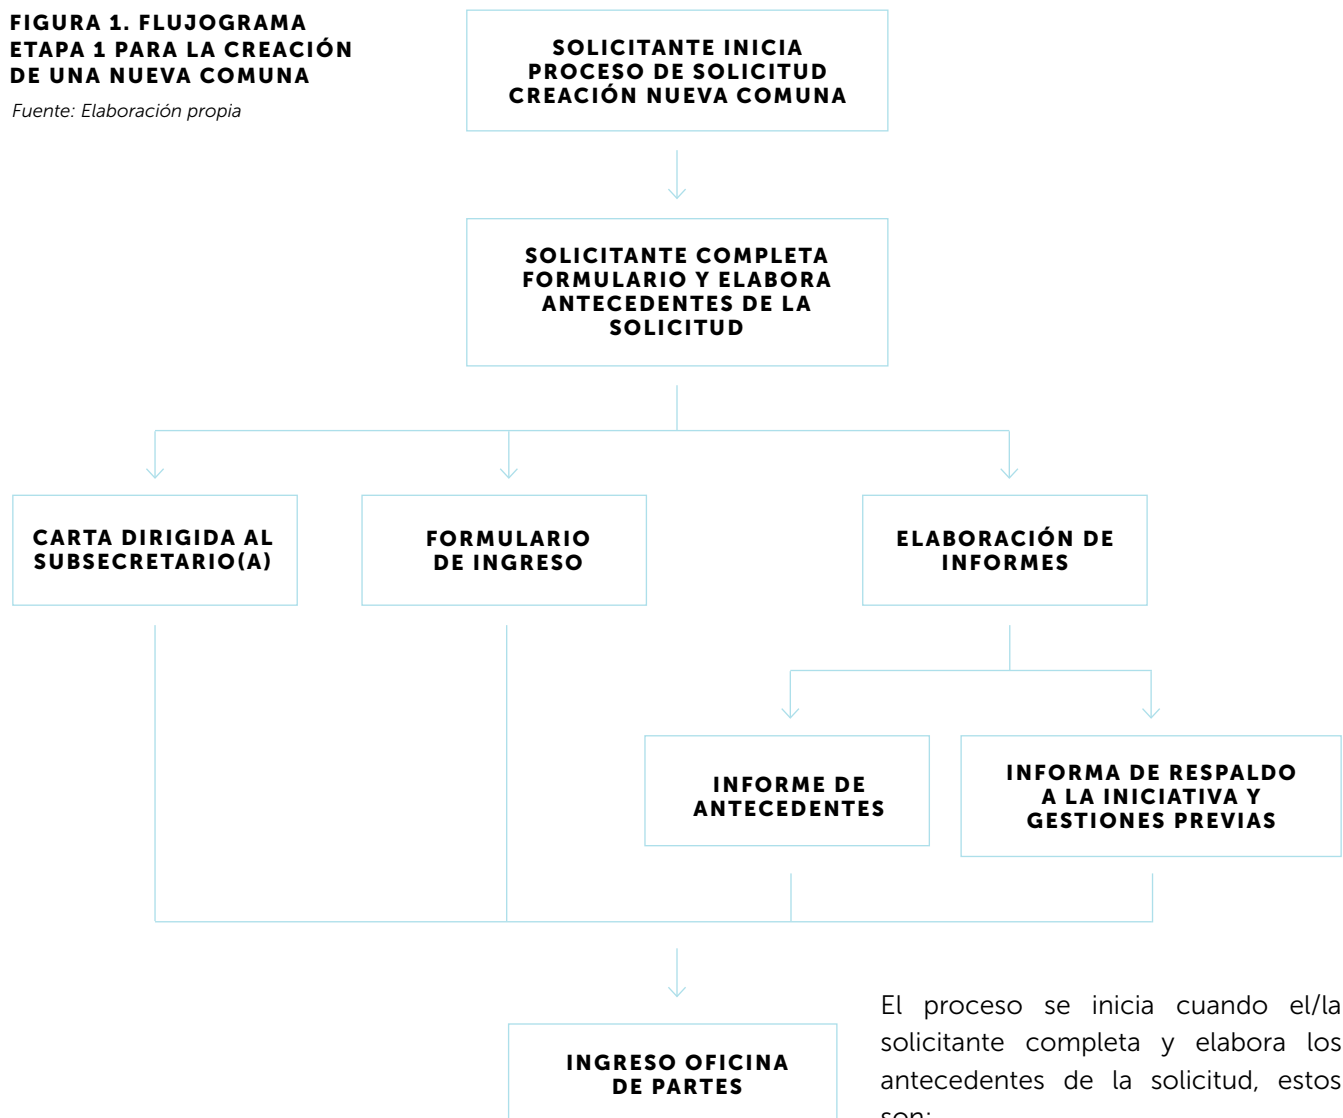 FIGURA 1. FLUJOGRAMA
ETAPA 1 PARA LA CREACIÓN
DE UNA NUEVA COMUNA
Fuente: Elaboración propia
SOLICITANTE INICIA
PROCESO DE SOLICITUD
CREACIÓN NUEVA COMUNA
SOLICITANTE COMPLETA
FORMULARIO Y ELABORA
ANTECEDENTES DE LA
SOLICITUD
CARTA DIRIGIDA AL
SUBSECRETARIO(A)
FORMULARIO
DE INGRESO
ELABORACIÓN DE
INFORMES
INFORME DE
ANTECEDENTES
INFORMA DE RESPALDO
A LA INICIATIVA Y
GESTIONES PREVIAS
INGRESO OFICINA
DE PARTES
El proceso se inicia cuando el/la
solicitante completa y elabora los
antecedentes de la solicitud, estos
son: